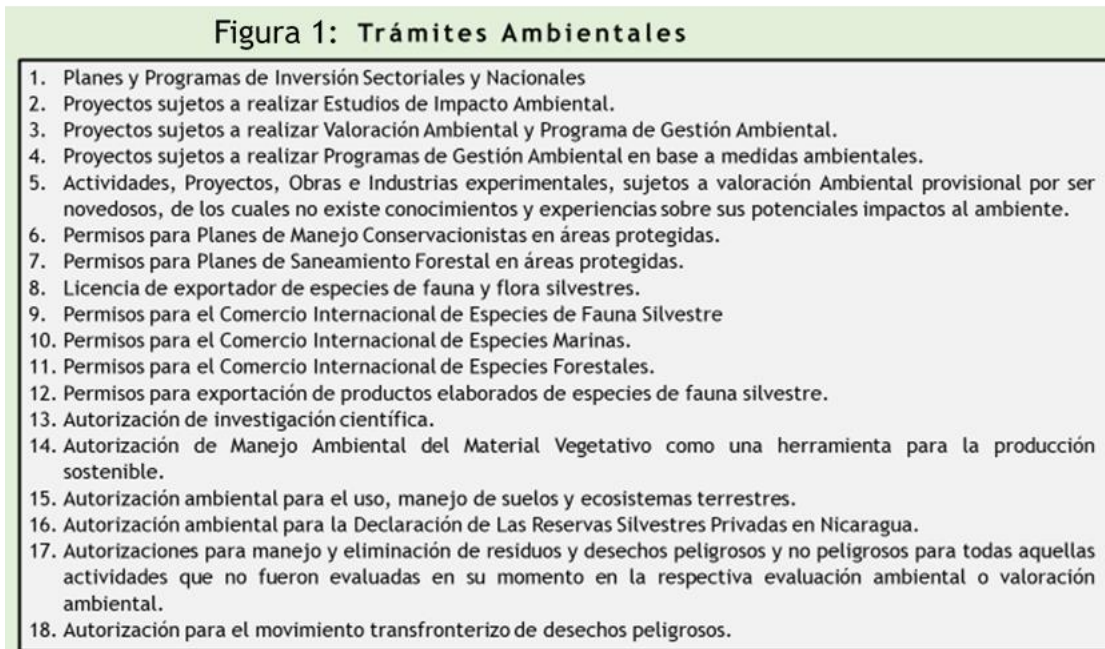 Figura 1: Trámites Ambientales
1. Planes y Programas de Inversión Sectoriales y Nacionales
2. Proyectos sujetos a realizar Estudios de Impacto Ambiental.
3. Proyectos sujetos a realizar Valoración Ambiental y Programa de Gestión Ambiental.
4. Proyectos sujetos a realizar Programas de Gestión Ambiental en base a medidas ambientales.
5. Actividades, Proyectos, Obras e Industrias experimentales, sujetos a valoración Ambiental provisional por ser
novedosos, de los cuales no existe conocimientos y experiencias sobre sus potenciales impactos al ambiente.
6. Permisos para Planes de Manejo Conservacionistas en áreas protegidas.
7. Permisos para Planes de Saneamiento Forestal en áreas protegidas.
8. Licencia de exportador de especies de fauna y flora silvestres.
9. Permisos para el Comercio Internacional de Especies de Fauna Silvestre
10. Permisos para el Comercio Internacional de Especies Marinas.
11. Permisos para el Comercio Internacional de Especies Forestales.
12. Permisos para exportación de productos elaborados de especies de fauna silvestre.
13. Autorización de investigación científica.
14. Autorización de Manejo Ambiental del Material Vegetativo como una herramienta para la producción
sostenible.
15. Autorización ambiental para el uso, manejo de suelos y ecosistemas terrestres.
16. Autorización ambiental para la Declaración de Las Reservas Silvestres Privadas en Nicaragua.
17. Autorizaciones para manejo y eliminación de residuos y desechos peligrosos y no peligrosos para todas aquellas
actividades que no fueron evaluadas en su momento en la respectiva evaluación ambiental o valoración
ambiental.
18. Autorización para el movimiento transfronterizo de desechos peligrosos.